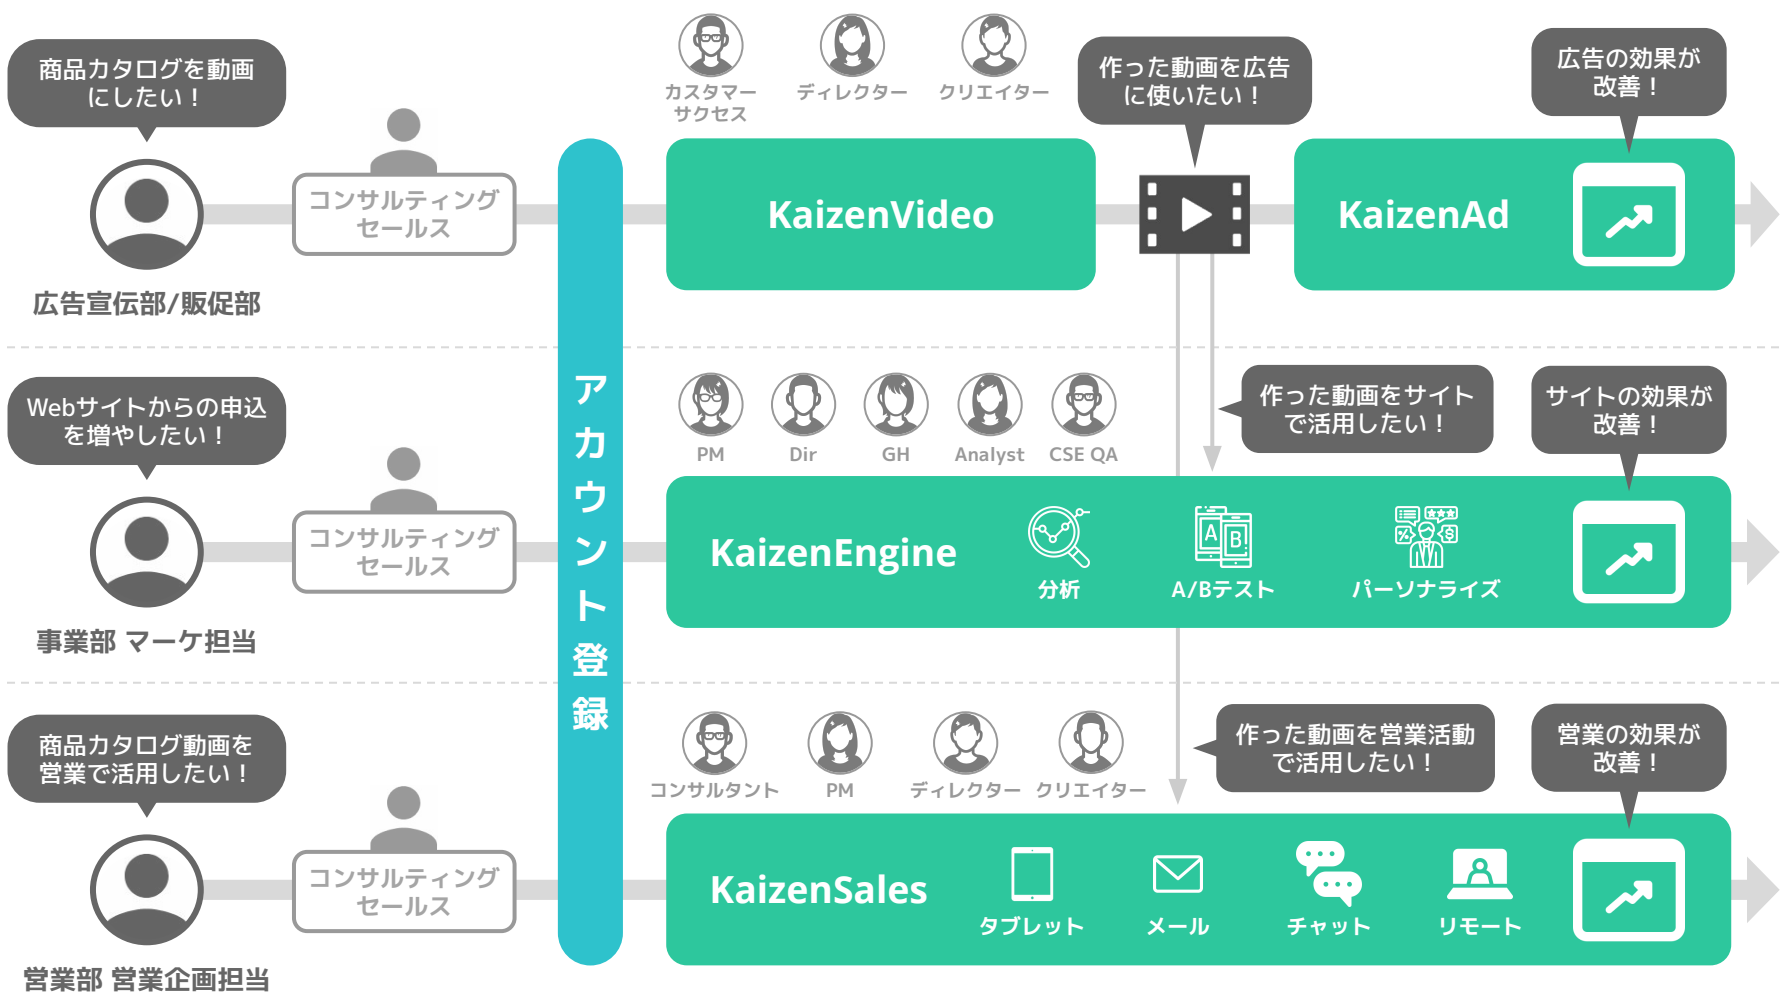 商品カタログを動画
にしたい！
広告宣伝部/販促部
コンサルティング
セールス
カスタマー
サクセス
ディレクター
クリエイター
KaizenVideo
作った動画を広告
に使いたい！
KaizenAd
広告の効果が
改善！
アカウント登録
Webサイトからの申込
を増やしたい！
事業部 マーケ担当
コンサルティング
セールス
PM
Dir
GH
Analyst
CSE QA
作った動画をサイト
で活用したい！
サイトの効果が
改善！
KaizenEngine
分析
A
B
A/Bテスト
パーソナライズ
商品カタログ動画を
営業で活用したい！
営業部 営業企画担当
コンサルティング
セールス
コンサルタント
PM
ディレクター
クリエイター
作った動画を営業活動
で活用したい！
営業の効果が
改善！
KaizenSales
タブレット
メール
チャット
リモート